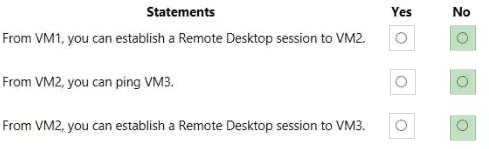 Statements Yes No
From VM1, you can establish a Remote Desktop session to VM2.
From VM2, you can ping VM3.
From VM2, you can establish a Remote Desktop session to VM3.